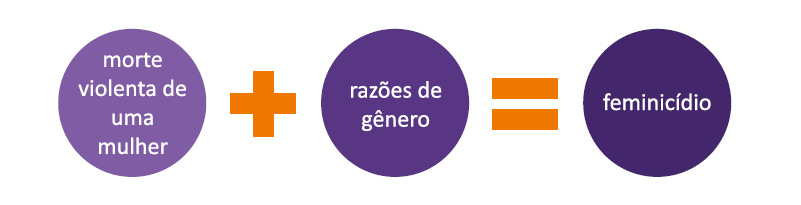 morte
violenta de
uma
mulher
razões de
gênero
feminicídio